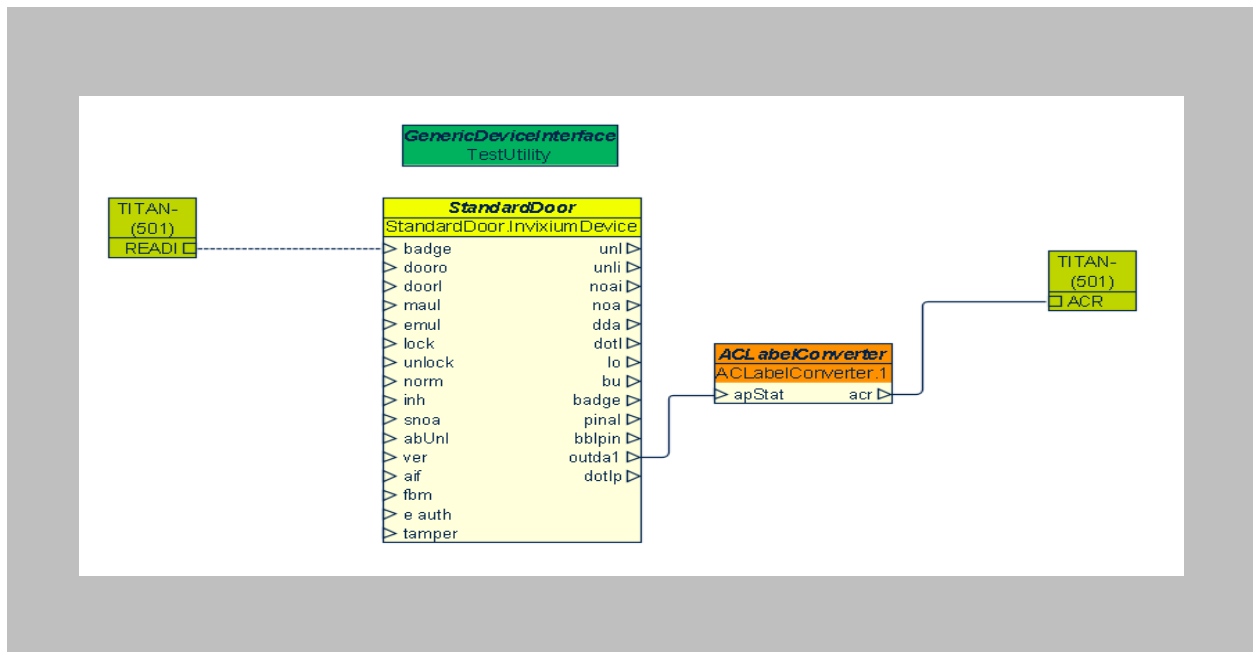 GenericDeviceInterface
TestUtility
TITAN-
(501)
READI
StandardDoor
StandardDoor.InvixiumDevice
badge unl
dooro unli
doorl noai
maul noa
emul dda
lock dotl
unlock lo
norm bu
inh badge
snoa pinal
abUnl bblpin
ver outda1
aif dotlp
fbm
e auth
tamper
ACLabelConverter
ACLabelConverter.1
apStat acr
TITAN-
(501)
ACR